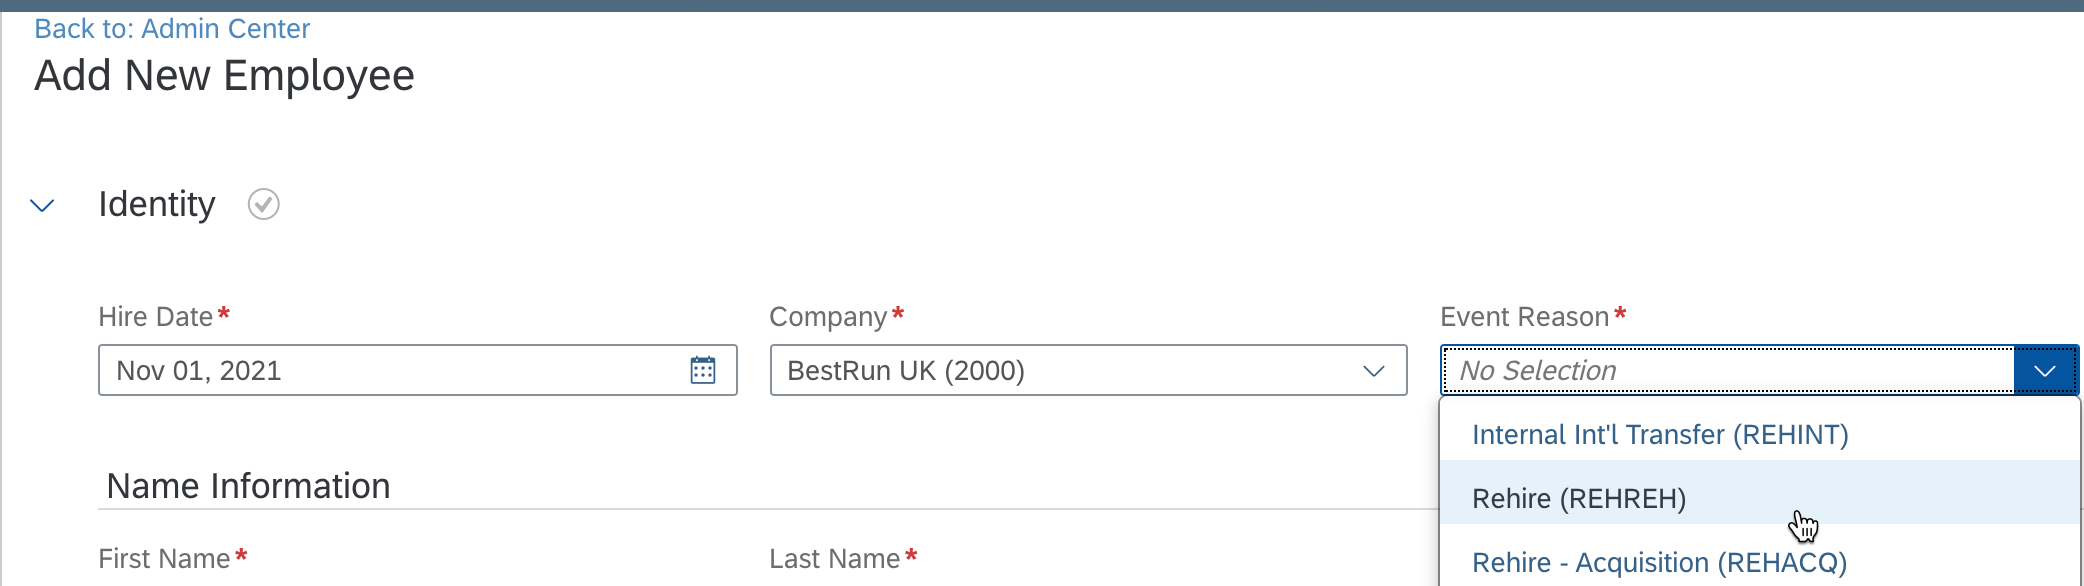 Back to: Admin Center
Add New Employee
Identity
Hire Date* Company* Event Reason*
Nov 01, 2021 BestRun UK (2000) No Selection
Internal Int'l Transfer (REHINT)
Name Information
Rehire (REHREH)
First Name* Last Name*
Rehire - Acquisition (REHACQ)